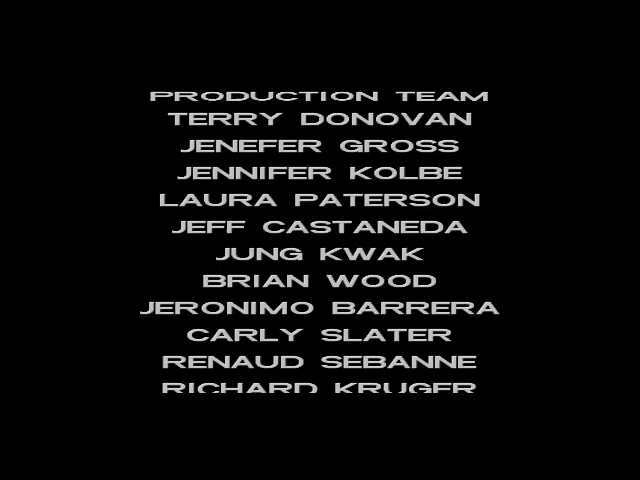 PRODUCTION TEAM
TERRY DONOVAN
JENEFER GROSS
JENNIFER KOLBE
LAURA PATERSON
JEFF CASTANEDA
JUNG KWAK
BRIAN WOOD
JERONIMO BARRERA
CARLY SLATER
RENAUD SEBANNE
RICHARD KRUGER